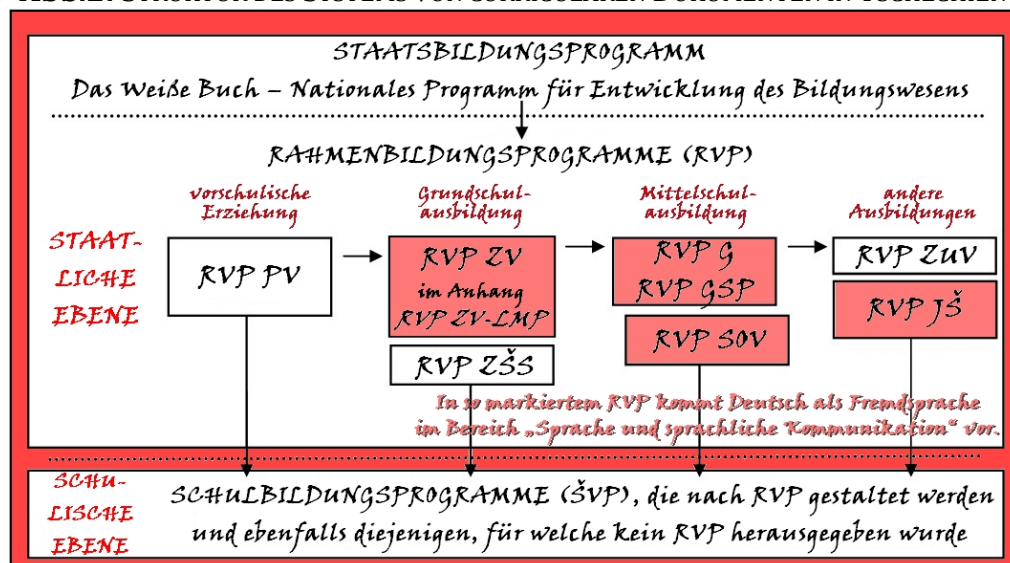 STAATSBILDUNGSPROGRAMM
Das Weiße Buch – Nationales Programm für Entwicklung des Bildungswesens
RAHMENBILDUNGSPROGRAMME (RVP)
vorschulische
Erziehung
Grundschul-
ausbildung
Mittelschul-
ausbildung
andere
Ausbildungen
STAAT-
LICHE
EBENE
RVP PV
RVP ZV
im Anhang
RVP ZV-LMP
RVP ZŠS
RVP G
RVP GSP
RVP SOV
RVP ZUV
RVP JŠ
In so markiertem RVP kommt Deutsch als Fremdsprache
im Bereich „Sprache und sprachliche Kommunikation“ vor.
SCHU-
LISCHE
EBENE
SCHULBILDUNGSPROGRAMME (ŠVP), die nach RVP gestaltet werden
und ebenfalls diejenigen, für welche kein RVP herausgegeben wurde